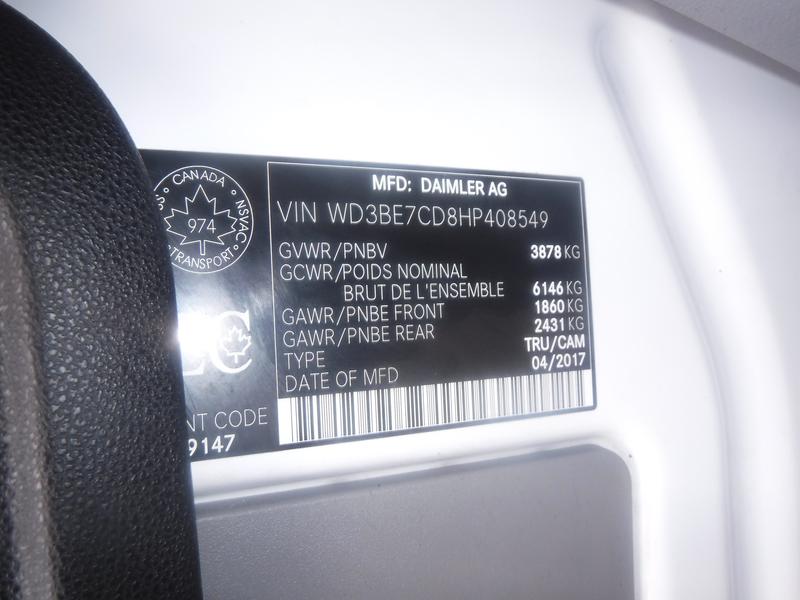 CANADA
974
NSVAC
TRANSPORT
MFD: DAIMLER AG
VIN WD3BE7CD8HP408549
GVWR/PNBV 3878 KG
GCWR/POIDS NOMINAL
BRUT DE L'ENSEMBLE 6146 KG
GAWR/PNBE FRONT 1860 KG
GAWR/PNBE REAR 2431 KG
TYPE TRU/CAM
DATE OF MFD 04/2017
NT CODE
9147